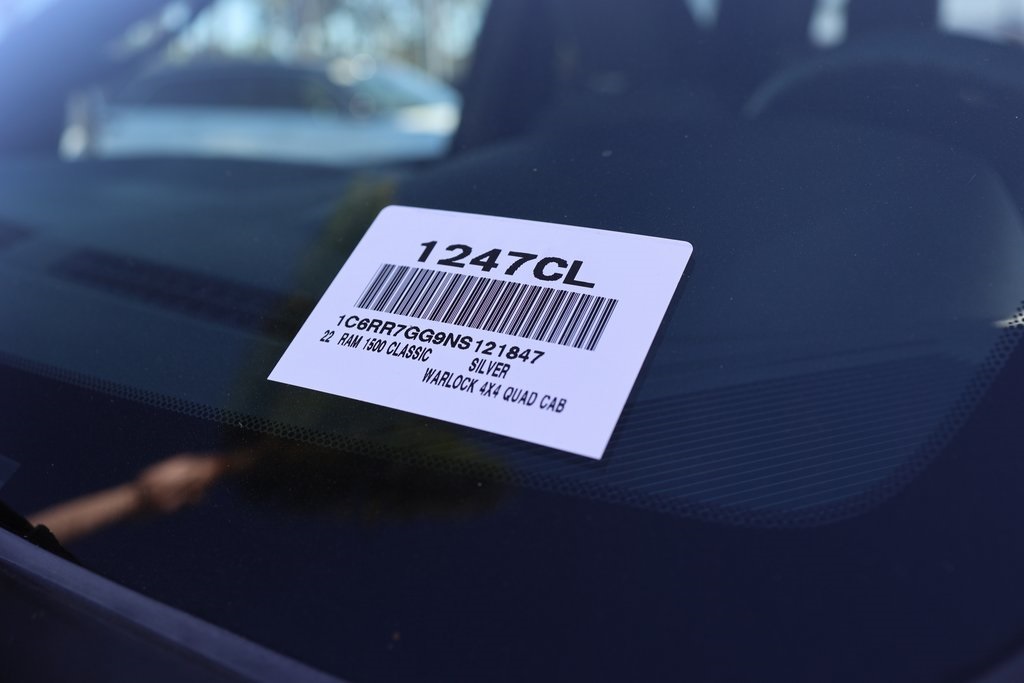 1247CL
1C6RR7GG9NS121847
22 RAM 1500 CLASSIC SILVER
WARLOCK 4X4 QUAD CAB